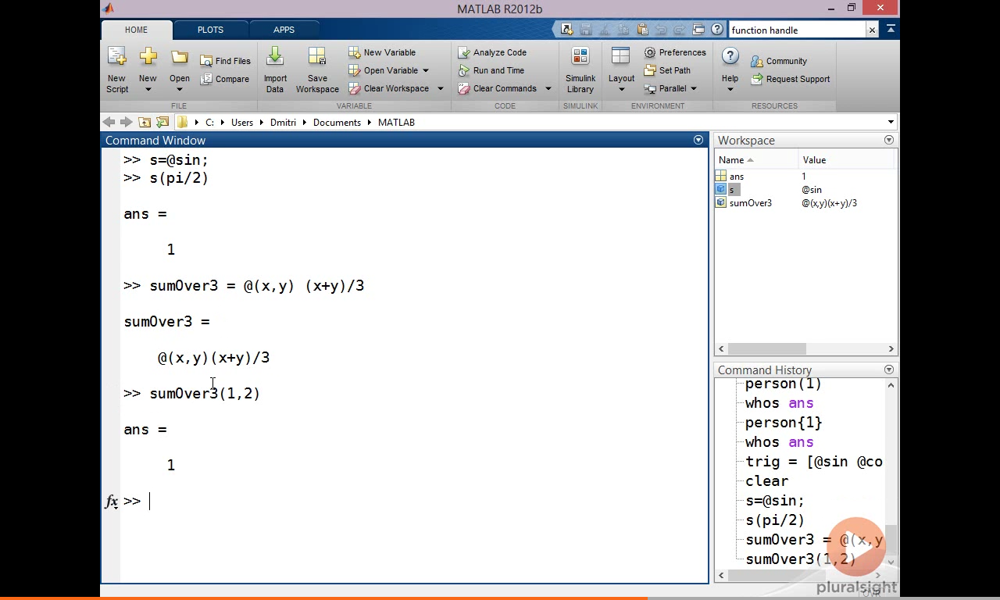 MATLAB R2012b
HOME PLOTS APPS
function handle
New Script
New
Open
Find Files
Compare
FILE
Import Data
Save Workspace
New Variable
Open Variable
Clear Workspace
VARIABLE
Analyze Code
Run and Time
Clear Commands
CODE
Simulink Library
SIMULINK
Layout
Preferences
Set Path
Parallel
ENVIRONMENT
Help
Community
Request Support
RESOURCES
C: Users Dmitri Documents MATLAB
Command Window
>> s=@sin;
>> s(pi/2)
ans =
1
>> sumOver3 = @(x,y) (x+y)/3
sumOver3 =
@(x,y)(x+y)/3
>> sumOver3(1,2)
ans =
1
fx >>
Workspace
Name Value
ans 1
s @sin
sumOver3 @(x,y)(x+y)/3
Command History
person(1)
whos ans
person{1}
whos ans
trig = [@sin @co
clear
s=@sin;
s(pi/2)
sumOver3 = @(x,y
sumOver3(1,2)
pluralsight
OVR